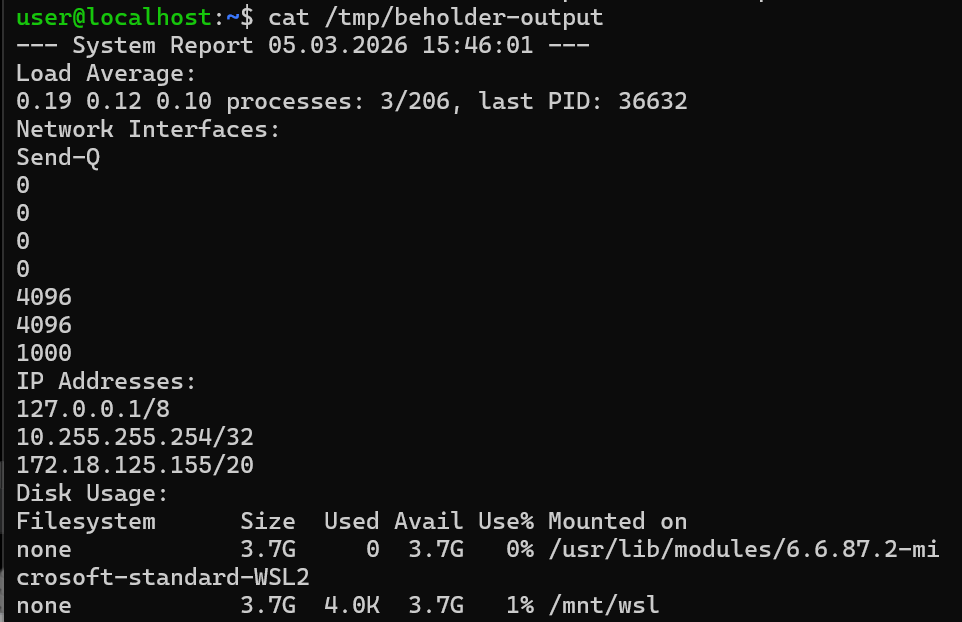 user@localhost:~$ cat /tmp/beholder-output
--- System Report 05.03.2026 15:46:01 ---
Load Average:
0.19 0.12 0.10 processes: 3/206, last PID: 36632
Network Interfaces:
Send-Q
0
0
0
0
4096
4096
1000
IP Addresses:
127.0.0.1/8
10.255.255.254/32
172.18.125.155/20
Disk Usage:
Filesystem      Size  Used Avail Use% Mounted on
none            3.7G     0  3.7G   0% /usr/lib/modules/6.6.87.2-mi
crosoft-standard-WSL2
none            3.7G  4.0K  3.7G   1% /mnt/wsl